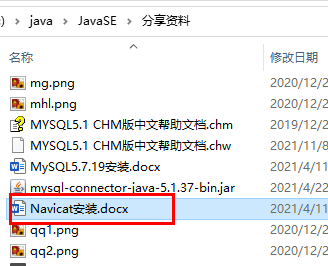 java > JavaSE > 分享资料
名称 修改日期
mg.png 2020/12/2
mhl.png 2020/12/2
MYSQL5.1 CHM版中文帮助文档.chm 2019/12/
MYSQL5.1 CHM版中文帮助文档.chw 2021/11/8
MySQL5.7.19安装.docx 2021/4/11
mysql-connector-java-5.1.37-bin.jar 2021/4/22
Navicat安装.docx 2021/4/11
qq1.png 2020/12/2
qq2.png 2020/12/2